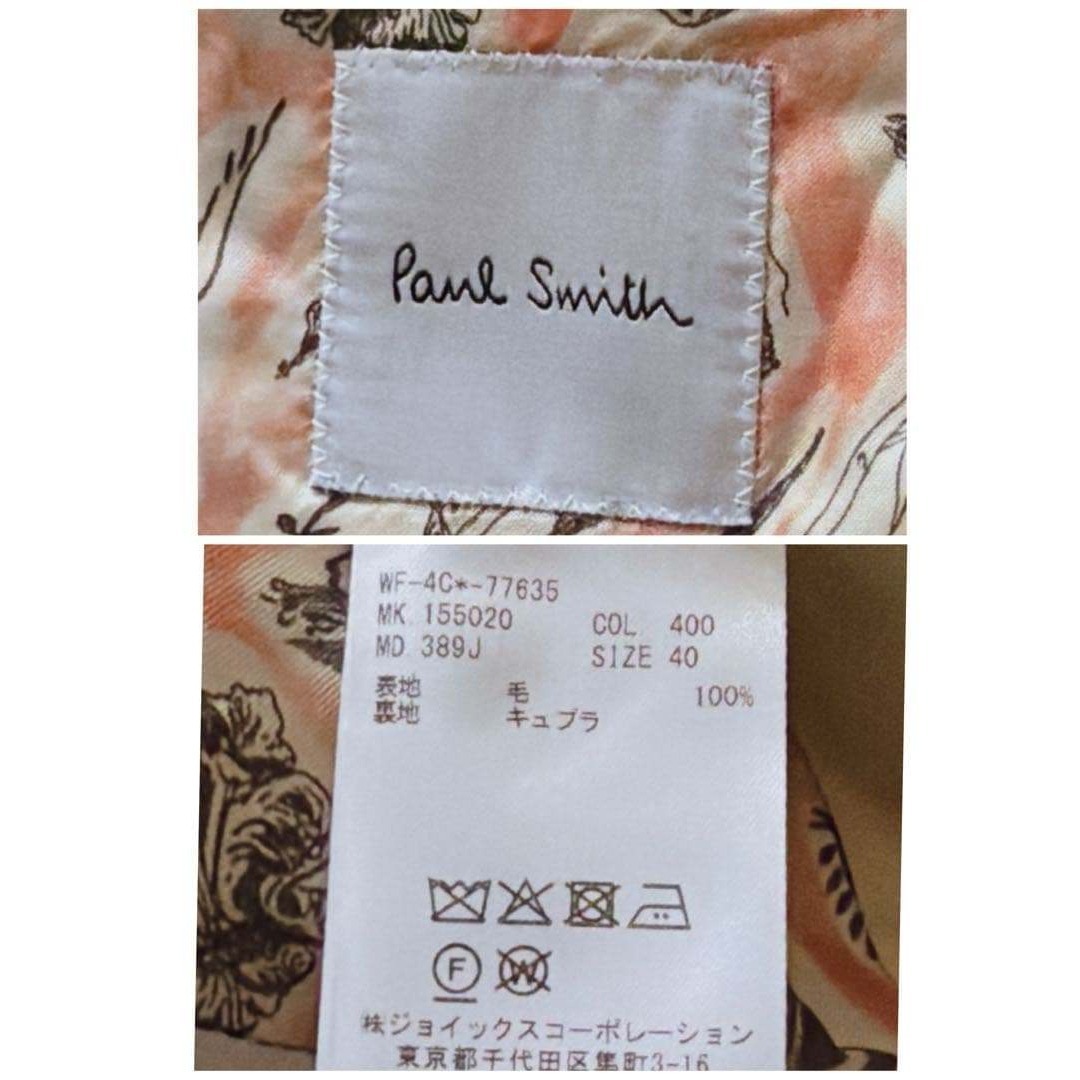 Paul Smith
WF-4C*-77635
MK 155020 COL 400
MD 389J SIZE 40
表地 毛 100%
裏地 キュプラ
F
W
㈱ジョイックスコーポレーション
東京都千代田区隼町3-16